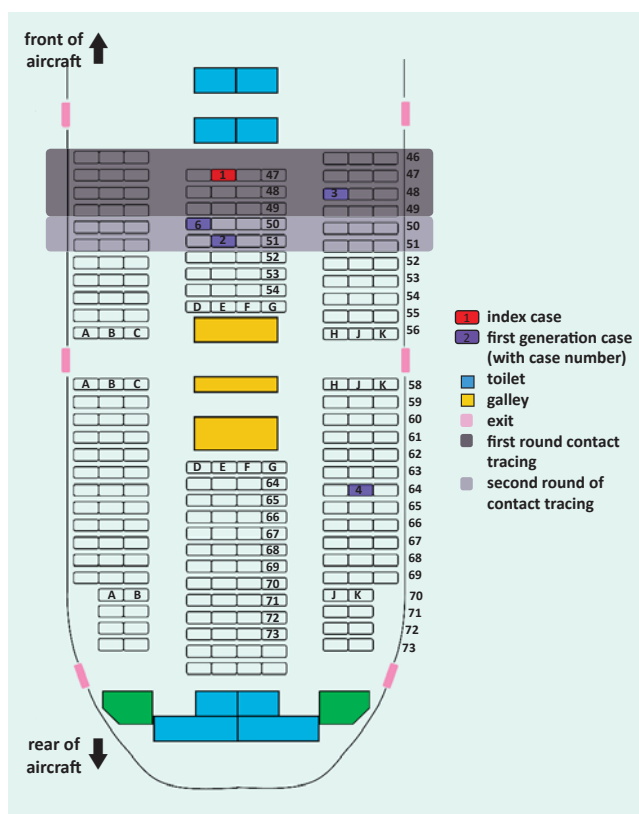 front of
aircraft
46
1 47 47
48 3 48
49 49
6 50 50
2 51 51
52 52
53 53
54 54
D E F G 55
A B C H J K 56
A B C H J K 58
59
60
61
62
D E F G 63
64 4 64
65 65
66 66
67 67
68 68
69 69
70
A B J K 70
71 71
72 72
73 73
rear of
aircraft
1 index case
2 first generation case
(with case number)
toilet
galley
exit
first round contact
tracing
second round of
contact tracing